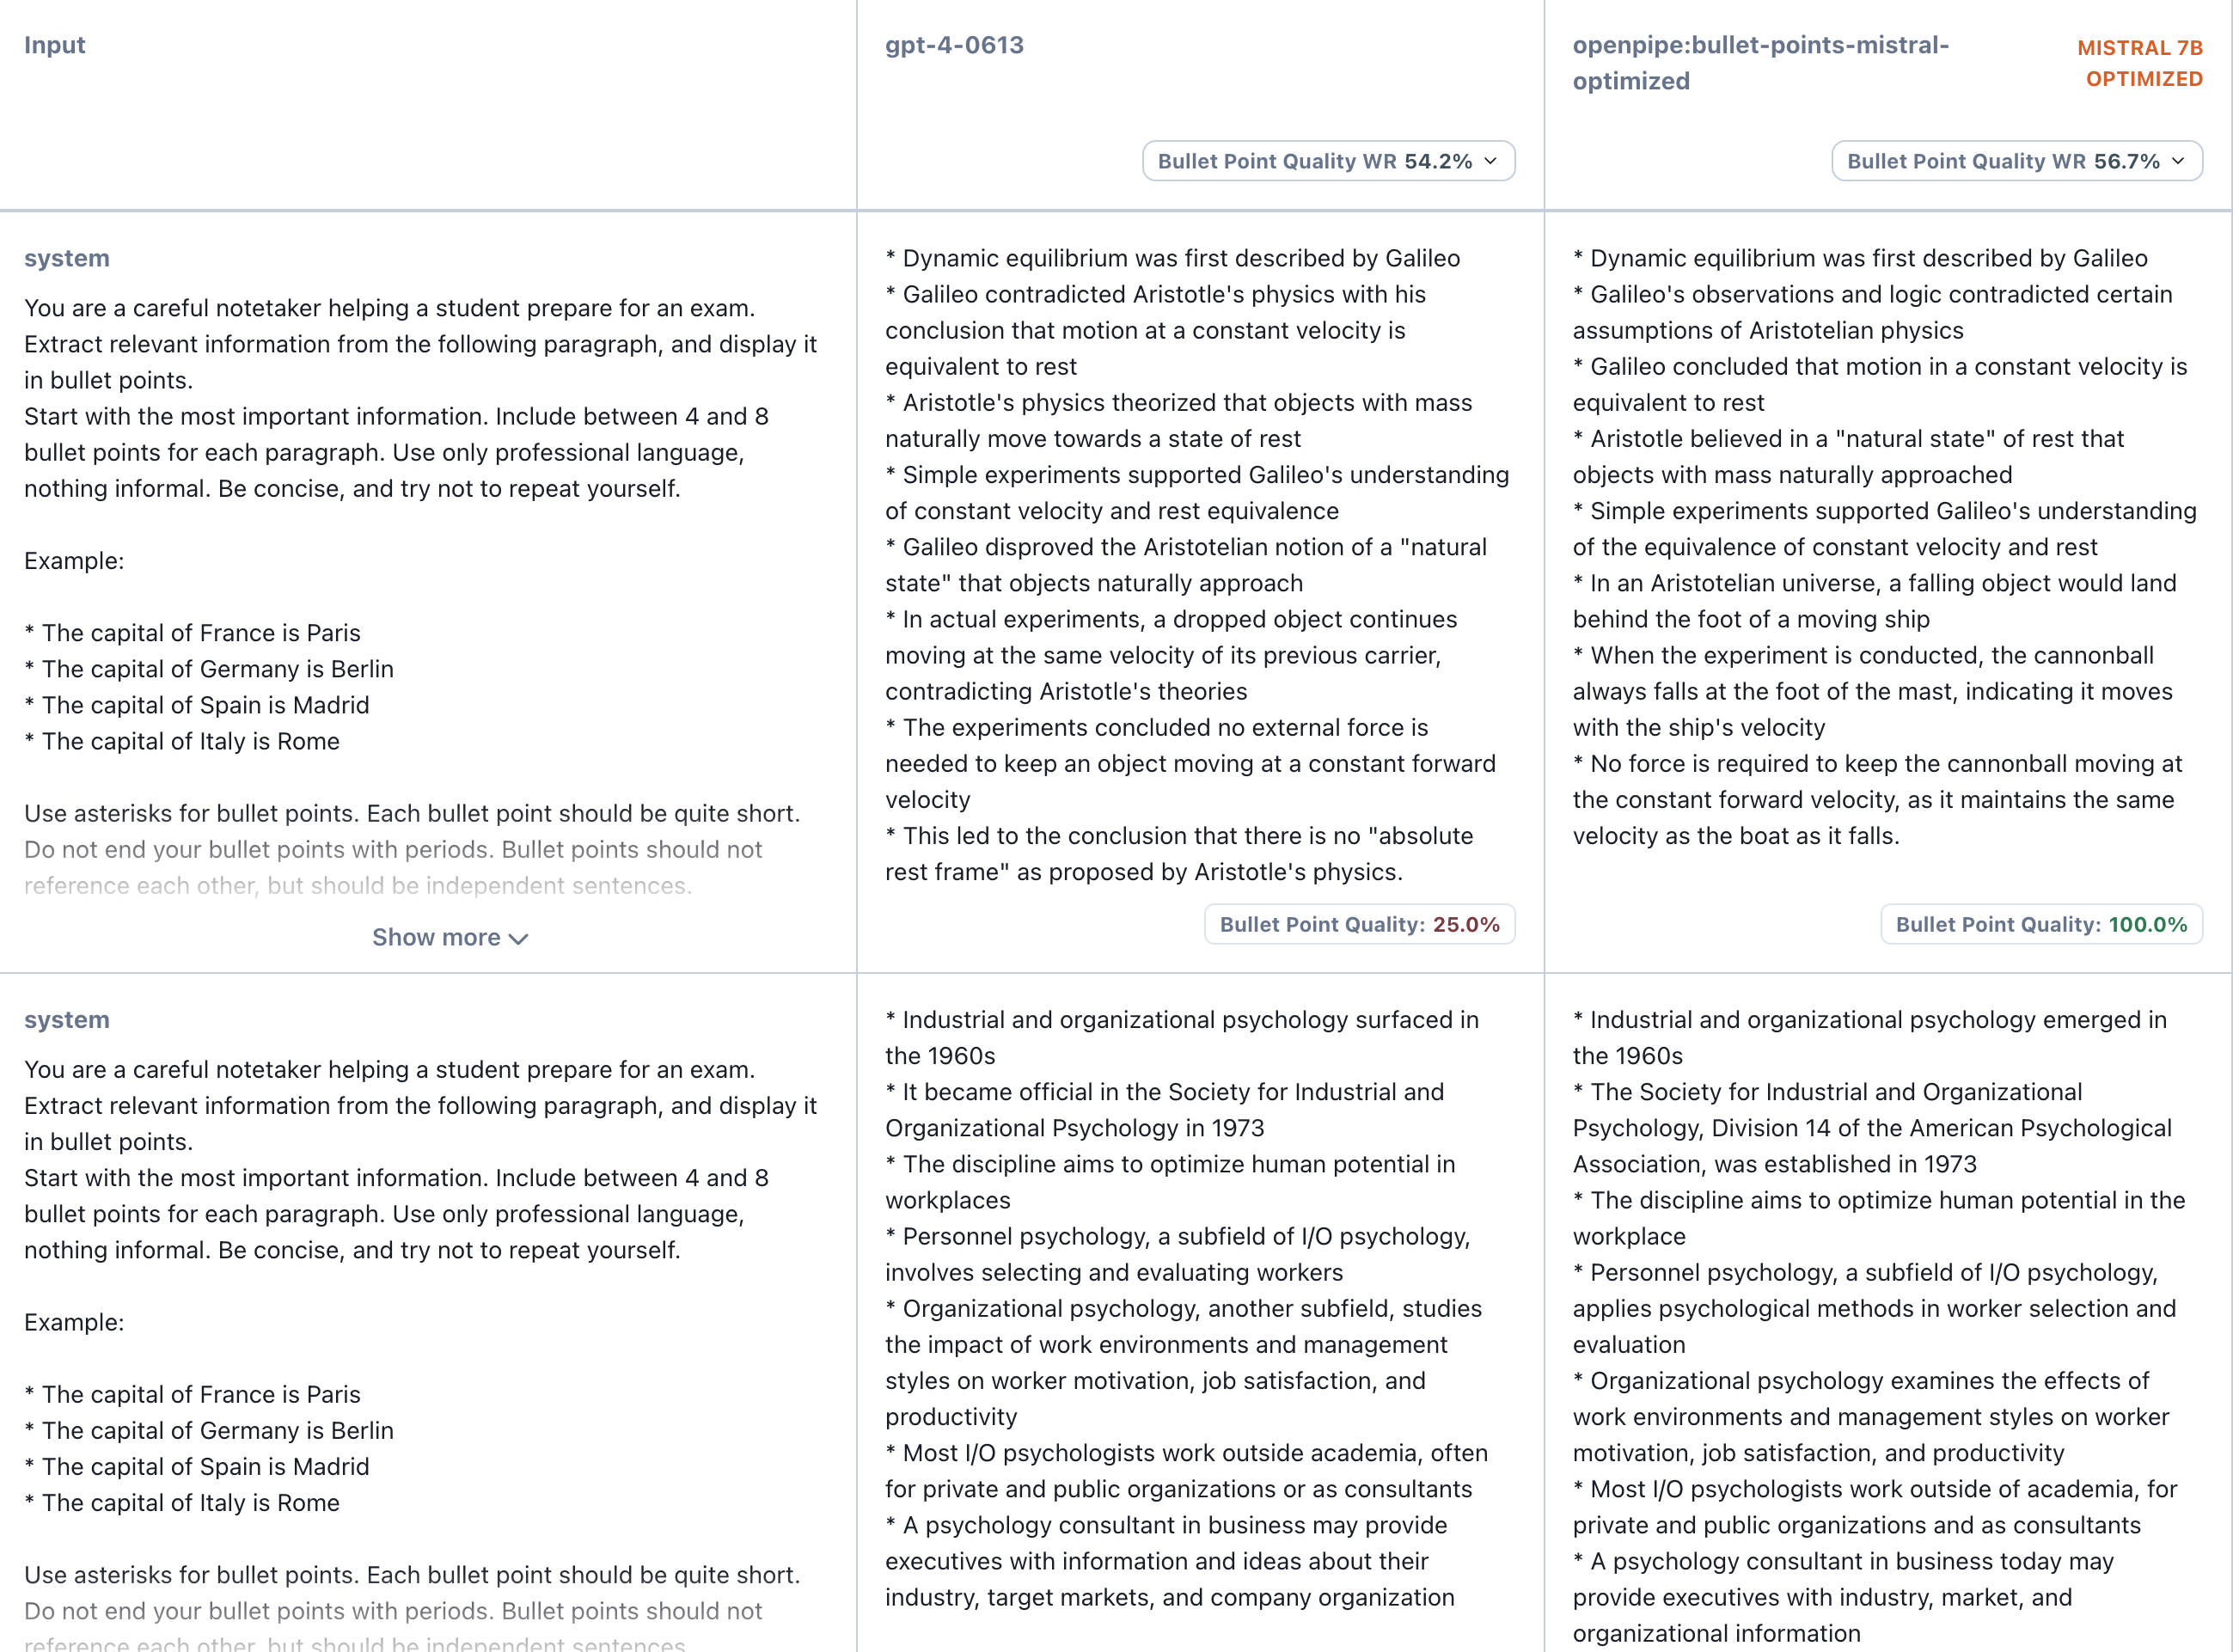 Input
gpt-4-0613
openpipe:bullet-points-mistral-
optimized
MISTRAL 7B
OPTIMIZED
Bullet Point Quality WR 54.2%
Bullet Point Quality WR 56.7%
system
You are a careful notetaker helping a student prepare for an exam.
Extract relevant information from the following paragraph, and display it
in bullet points.
Start with the most important information. Include between 4 and 8
bullet points for each paragraph. Use only professional language,
nothing informal. Be concise, and try not to repeat yourself.
Example:
* The capital of France is Paris
* The capital of Germany is Berlin
* The capital of Spain is Madrid
* The capital of Italy is Rome
Use asterisks for bullet points. Each bullet point should be quite short.
Do not end your bullet points with periods. Bullet points should not
reference each other, but should be independent sentences.
Show more
* Dynamic equilibrium was first described by Galileo
* Galileo contradicted Aristotle's physics with his
conclusion that motion at a constant velocity is
equivalent to rest
* Aristotle's physics theorized that objects with mass
naturally move towards a state of rest
* Simple experiments supported Galileo's understanding
of constant velocity and rest equivalence
* Galileo disproved the Aristotelian notion of a "natural
state" that objects naturally approach
* In actual experiments, a dropped object continues
moving at the same velocity of its previous carrier,
contradicting Aristotle's theories
* The experiments concluded no external force is
needed to keep an object moving at a constant forward
velocity
* This led to the conclusion that there is no "absolute
rest frame" as proposed by Aristotle's physics.
Bullet Point Quality: 25.0%
* Dynamic equilibrium was first described by Galileo
* Galileo's observations and logic contradicted certain
assumptions of Aristotelian physics
* Galileo concluded that motion in a constant velocity is
equivalent to rest
* Aristotle believed in a "natural state" of rest that
objects with mass naturally approached
* Simple experiments supported Galileo's understanding
of the equivalence of constant velocity and rest
* In an Aristotelian universe, a falling object would land
behind the foot of a moving ship
* When the experiment is conducted, the cannonball
always falls at the foot of the mast, indicating it moves
with the ship's velocity
* No force is required to keep the cannonball moving at
the constant forward velocity, as it maintains the same
velocity as the boat as it falls.
Bullet Point Quality: 100.0%
system
You are a careful notetaker helping a student prepare for an exam.
Extract relevant information from the following paragraph, and display it
in bullet points.
Start with the most important information. Include between 4 and 8
bullet points for each paragraph. Use only professional language,
nothing informal. Be concise, and try not to repeat yourself.
Example:
* The capital of France is Paris
* The capital of Germany is Berlin
* The capital of Spain is Madrid
* The capital of Italy is Rome
Use asterisks for bullet points. Each bullet point should be quite short.
Do not end your bullet points with periods. Bullet points should not
reference each other, but should be independent sentences.
* Industrial and organizational psychology surfaced in
the 1960s
* It became official in the Society for Industrial and
Organizational Psychology in 1973
* The discipline aims to optimize human potential in
workplaces
* Personnel psychology, a subfield of I/O psychology,
involves selecting and evaluating workers
* Organizational psychology, another subfield, studies
the impact of work environments and management
styles on worker motivation, job satisfaction, and
productivity
* Most I/O psychologists work outside academia, often
for private and public organizations or as consultants
* A psychology consultant in business may provide
executives with information and ideas about their
industry, target markets, and company organization
* Industrial and organizational psychology emerged in
the 1960s
* The Society for Industrial and Organizational
Psychology, Division 14 of the American Psychological
Association, was established in 1973
* The discipline aims to optimize human potential in the
workplace
* Personnel psychology, a subfield of I/O psychology,
applies psychological methods in worker selection and
evaluation
* Organizational psychology examines the effects of
work environments and management styles on worker
motivation, job satisfaction, and productivity
* Most I/O psychologists work outside of academia, for
private and public organizations and as consultants
* A psychology consultant in business today may
provide executives with industry, market, and
organizational information